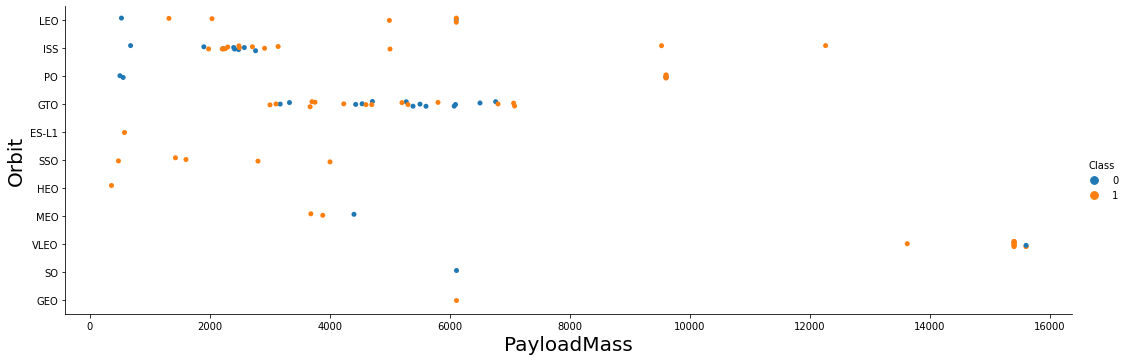 LEO
ISS
PO
GTO
ES-L1
SSO
HEO
MEO
VLEO
SO
GEO
Orbit
0 2000 4000 6000 8000 10000 12000 14000 16000
PayloadMass
Class
0
1